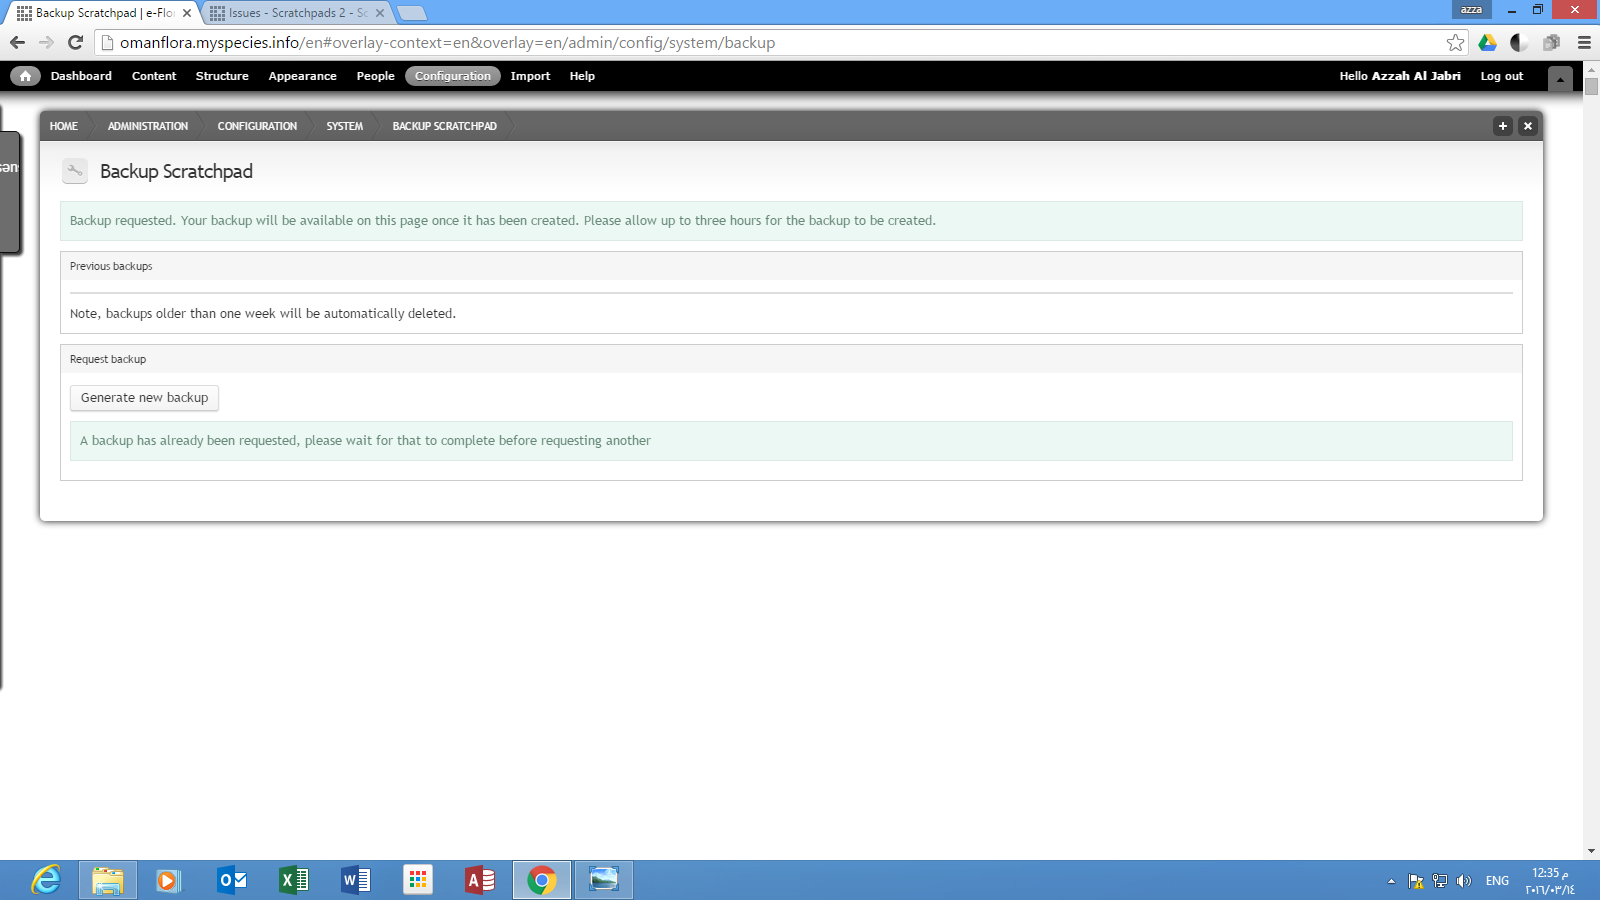 Backup Scratchpad | e-Flo
Issues - Scratchpads 2 - Sc
azza
omanflora.myspecies.info/en#overlay-context=en&overlay=en/admin/config/system/backup
Dashboard Content Structure Appearance People Configuration Import Help
Hello Azzah Al Jabri Log out
HOME ADMINISTRATION CONFIGURATION SYSTEM BACKUP SCRATCHPAD
Backup Scratchpad
Backup requested. Your backup will be available on this page once it has been created. Please allow up to three hours for the backup to be created.
Previous backups
Note, backups older than one week will be automatically deleted.
Request backup
Generate new backup
A backup has already been requested, please wait for that to complete before requesting another
ENG
12:35 م
٢٠١٦/٠٣/١٤